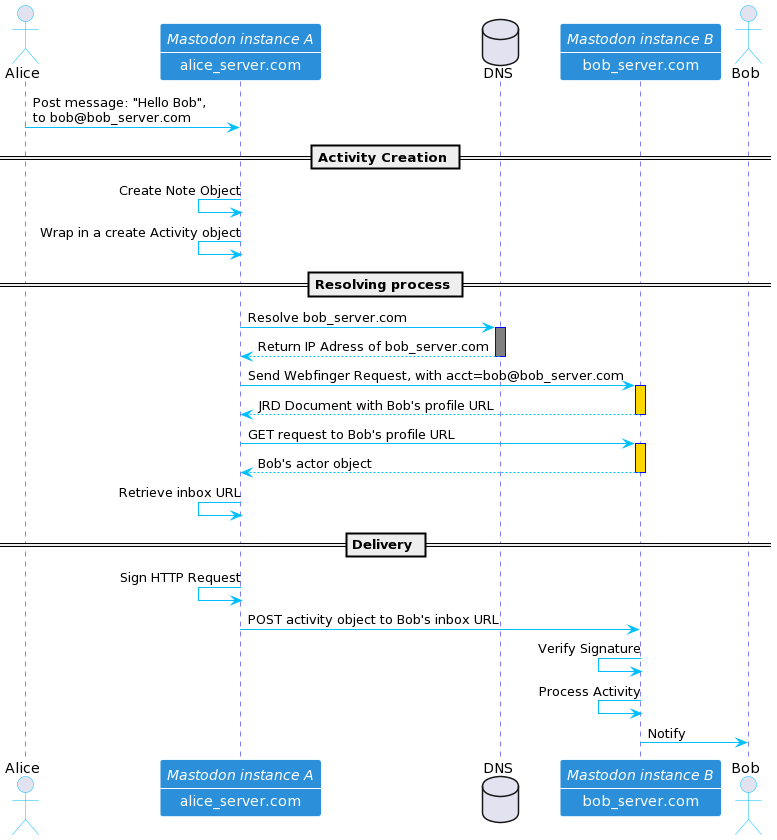 Alice
Mastodon instance A
alice_server.com
DNS
Mastodon instance B
bob_server.com
Bob
Post message: "Hello Bob",
to bob@bob_server.com
Activity Creation
Create Note Object
Wrap in a create Activity object
Resolving process
Resolve bob_server.com
Return IP Adress of bob_server.com
Send Webfinger Request, with acct=bob@bob_server.com
JRD Document with Bob's profile URL
GET request to Bob's profile URL
Bob's actor object
Retrieve inbox URL
Delivery
Sign HTTP Request
POST activity object to Bob's inbox URL
Verify Signature
Process Activity
Notify
Alice
Mastodon instance A
alice_server.com
DNS
Mastodon instance B
bob_server.com
Bob